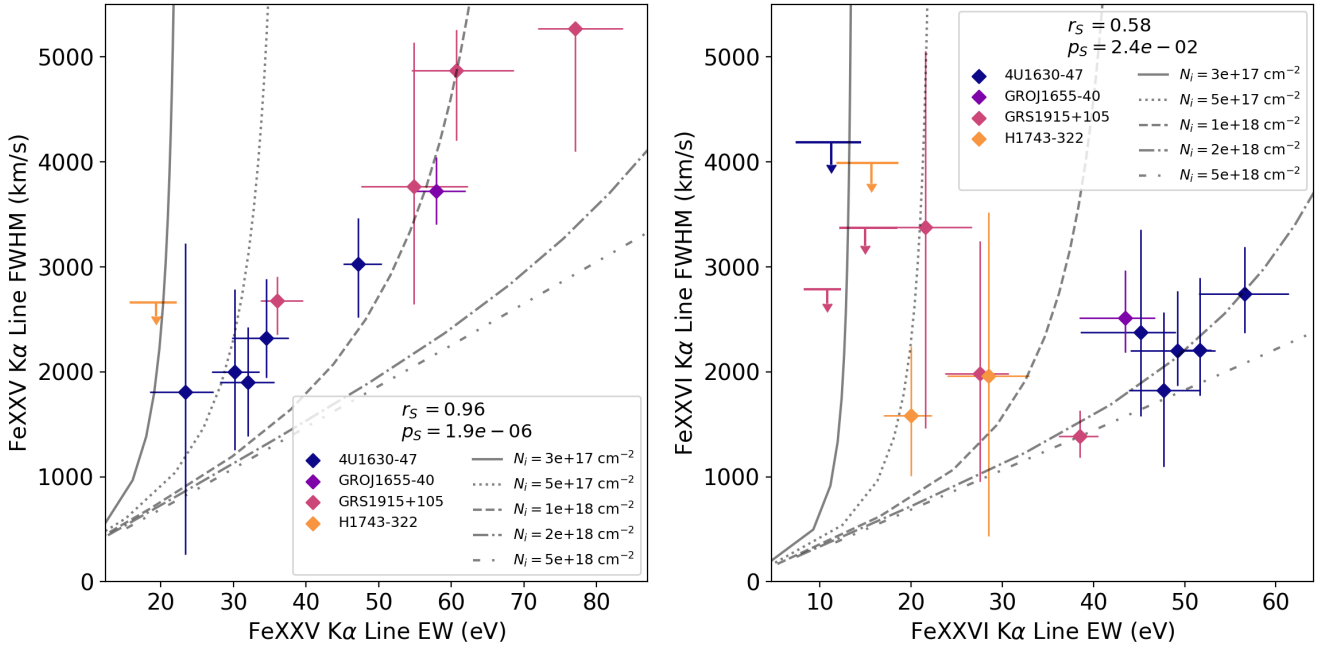 5000
4000
3000
2000
1000
0
FeXXV Kα Line FWHM (km/s)
20 30 40 50 60 70 80
FeXXV Kα Line EW (eV)
r_S = 0.96
p_S = 1.9e − 06
4U1630-47
GROJ1655-40
GRS1915+105
H1743-322
N_i = 3e+17 cm⁻²
N_i = 5e+17 cm⁻²
N_i = 1e+18 cm⁻²
N_i = 2e+18 cm⁻²
N_i = 5e+18 cm⁻²
5000
4000
3000
2000
1000
0
FeXXVI Kα Line FWHM (km/s)
10 20 30 40 50 60
FeXXVI Kα Line EW (eV)
r_S = 0.58
p_S = 2.4e − 02
4U1630-47
GROJ1655-40
GRS1915+105
H1743-322
N_i = 3e+17 cm⁻²
N_i = 5e+17 cm⁻²
N_i = 1e+18 cm⁻²
N_i = 2e+18 cm⁻²
N_i = 5e+18 cm⁻²